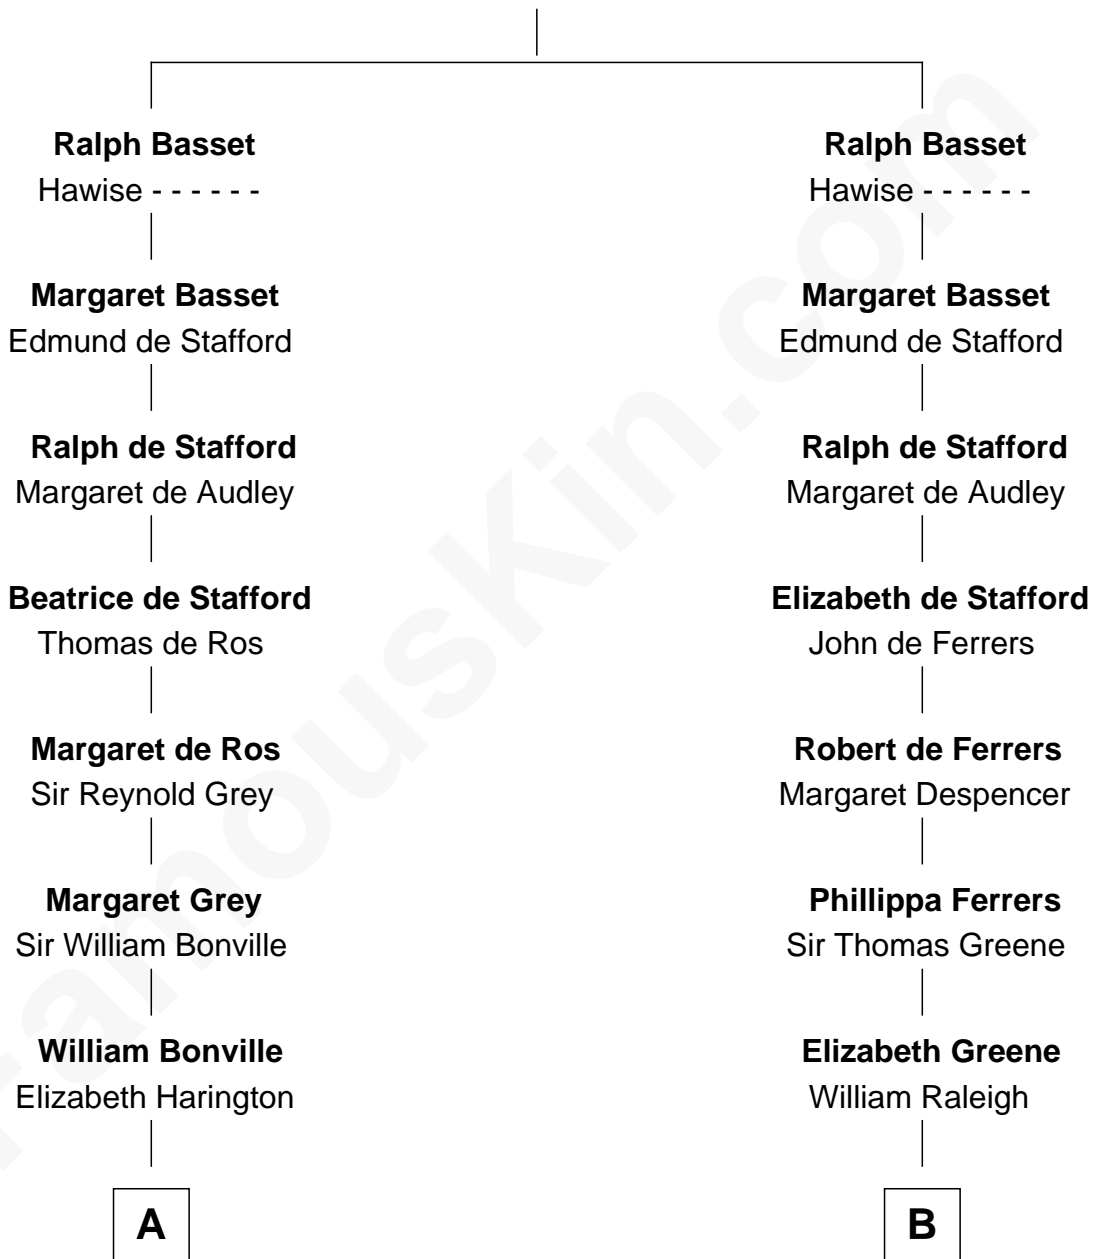 Ralph Basset
Hawise - - - - - -
Margaret Basset
Edmund de Stafford
Ralph de Stafford
Margaret de Audley
Beatrice de Stafford
Thomas de Ros
Margaret de Ros
Sir Reynold Grey
Margaret Grey
Sir William Bonville
William Bonville
Elizabeth Harington
A
Ralph Basset
Hawise - - - - - -
Margaret Basset
Edmund de Stafford
Ralph de Stafford
Margaret de Audley
Elizabeth de Stafford
John de Ferrers
Robert de Ferrers
Margaret Despencer
Phillippa Ferrers
Sir Thomas Greene
Elizabeth Greene
William Raleigh
B
FamousKin.com